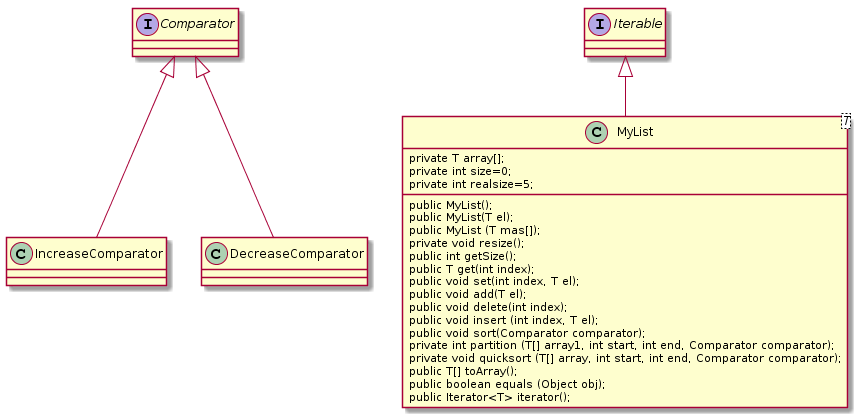 I Comparator
I Iterable
C MyList T
private T array[];
private int size=0;
private int realsize=5;
public MyList();
public MyList(T el);
public MyList (T mas[]);
private void resize();
public int getSize();
public T get(int index);
public void set(int index, T el);
public void add(T el);
public void delete(int index);
public void insert (int index, T el);
public void sort(Comparator comparator);
private int partition (T[] array1, int start, int end, Comparator comparator);
private void quicksort (T[] array, int start, int end, Comparator comparator);
public T[] toArray();
public boolean equals (Object obj);
public Iterator<T> iterator();
C IncreaseComparator
C DecreaseComparator